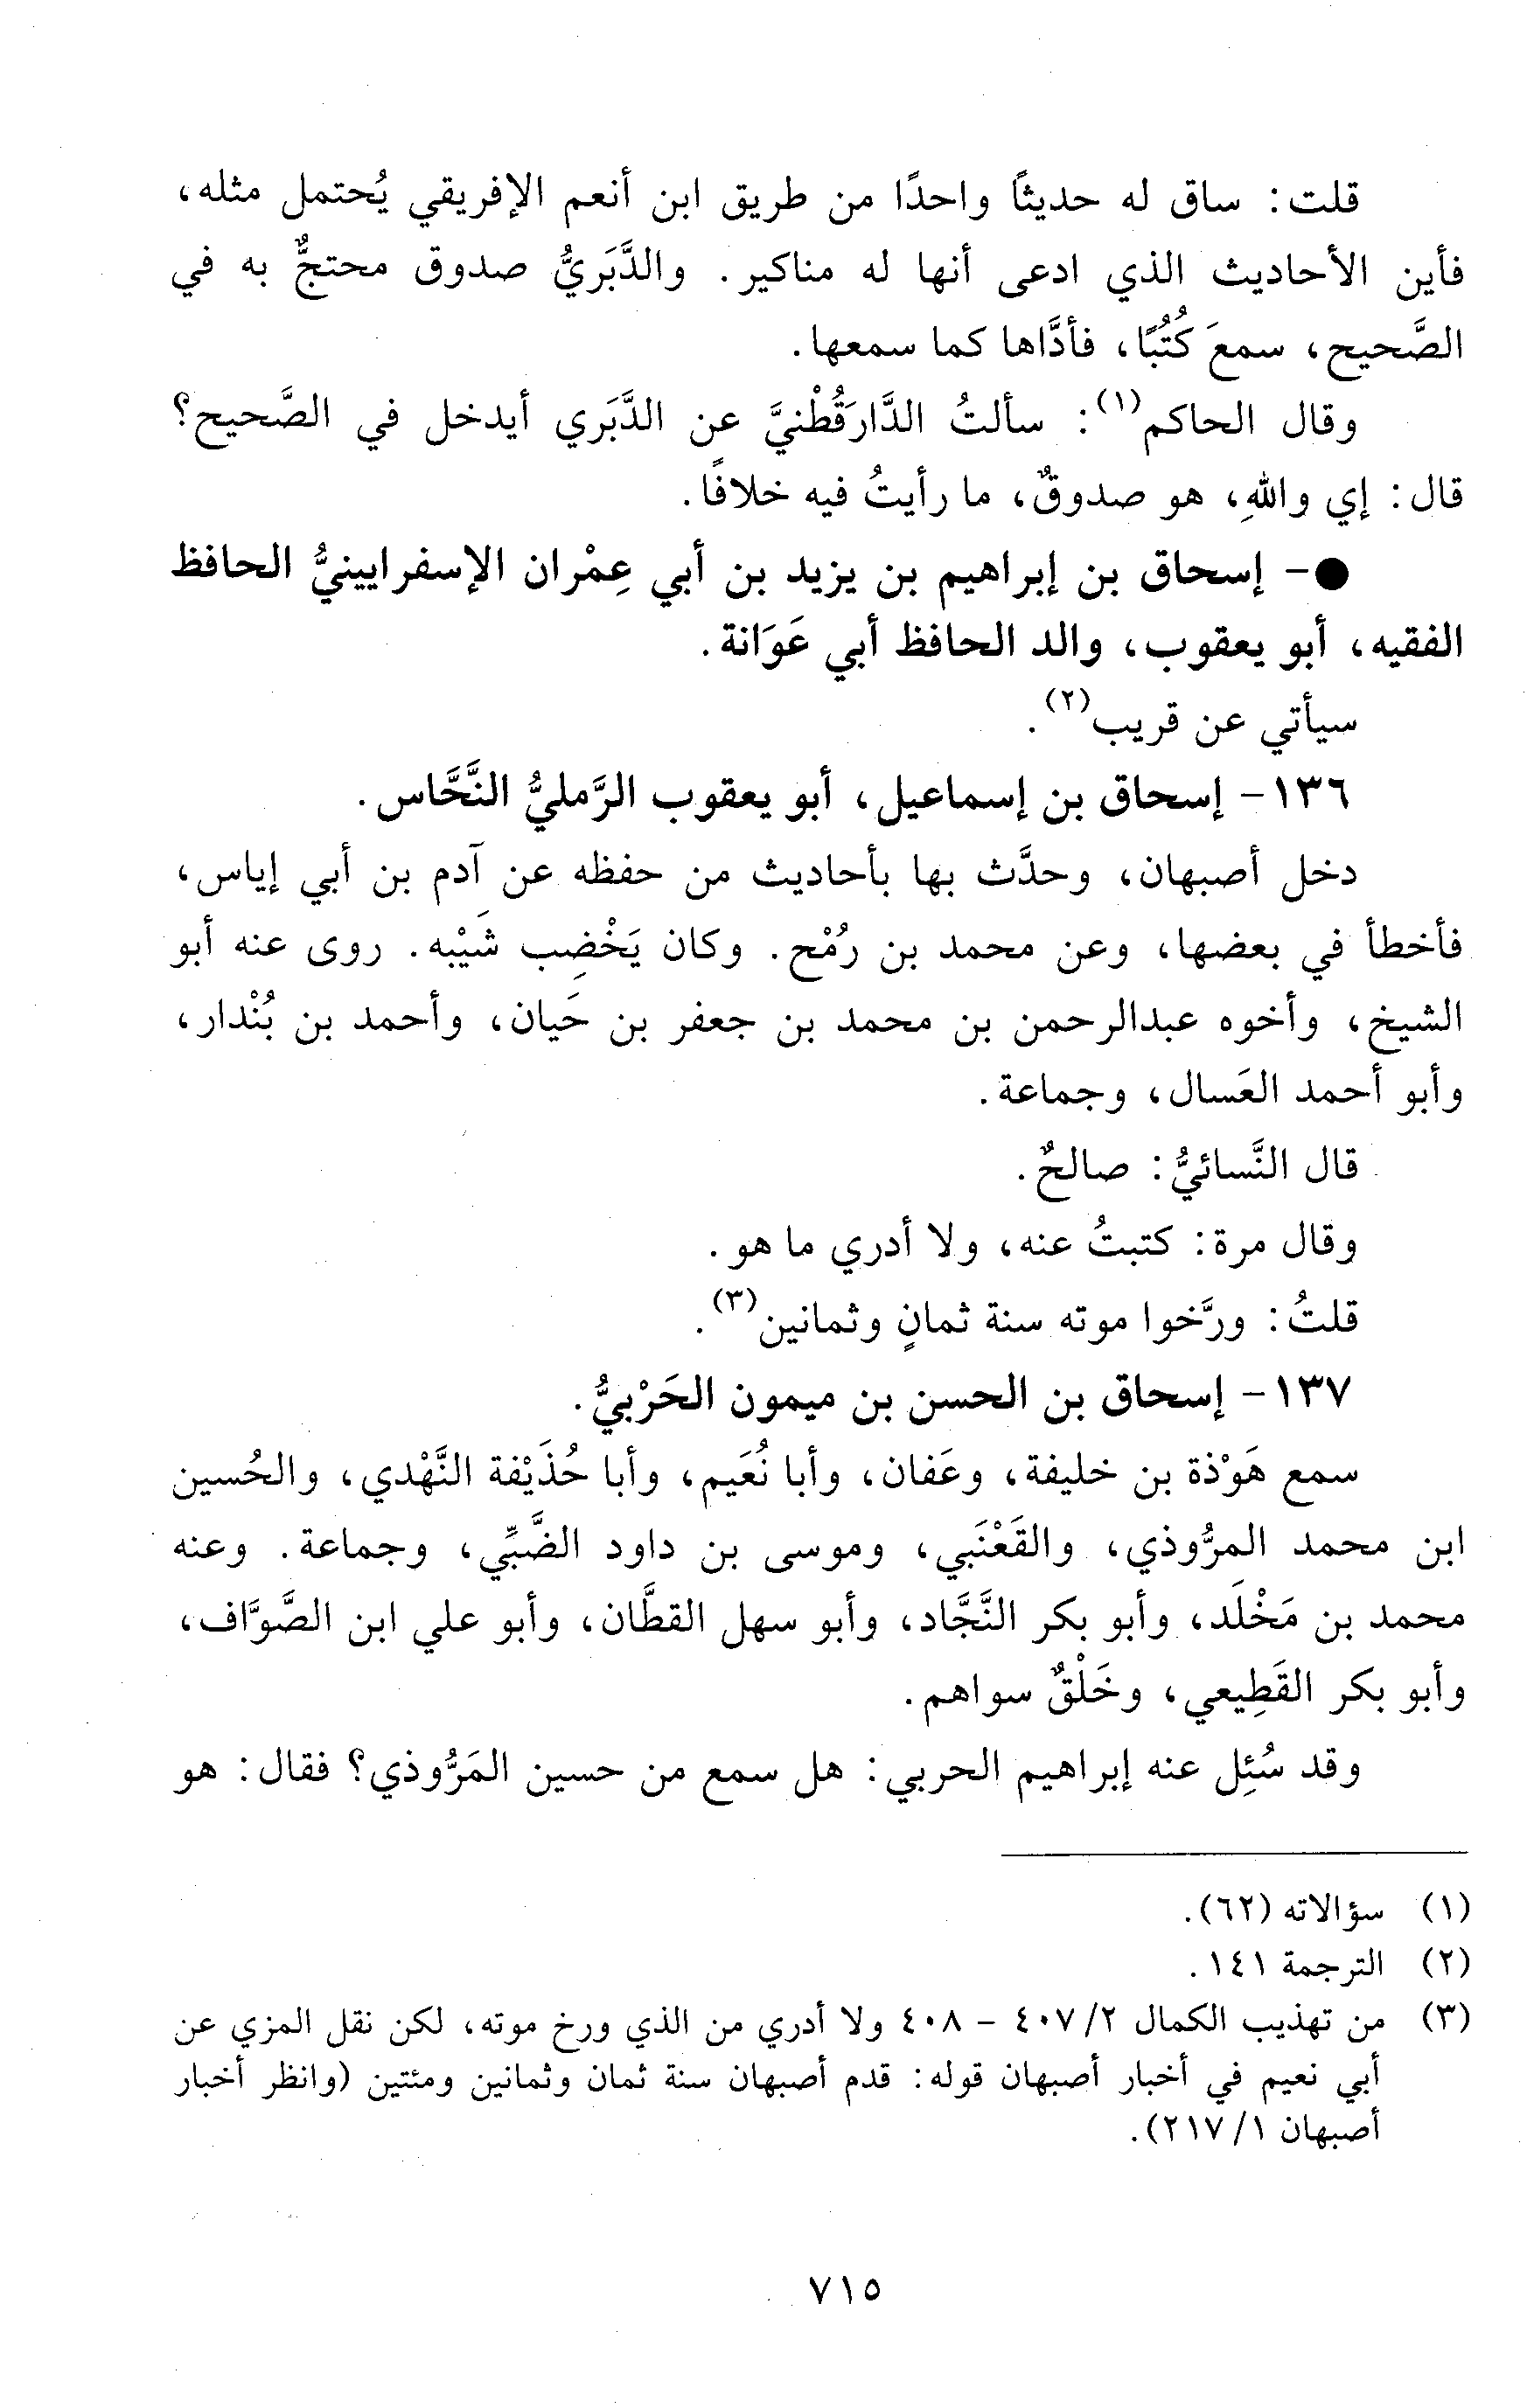 قلت: ساق له حديثًا واحدًا من طريق ابن أنعم الإفريقي يُحتمل مثله،
فأين الأحاديث الذي ادعى أنها له مناكير. والدَّبَريُّ صدوق محتجٌّ به في
الصَّحيح، سمعَ كُتُبًا، فأدَّاها كما سمعها.
وقال الحاكم(١): سألتُ الدَّارَقُطْنيَّ عن الدَّبَري أيدخل في الصَّحيح؟
قال: إي واللهِ، هو صدوقٌ، ما رأيتُ فيه خلافًا.
●- إسحاق بن إبراهيم بن يزيد بن أبي عِمْران الإسفرايينيُّ الحافظ
الفقيه، أبو يعقوب، والد الحافظ أبي عَوَانة.
سيأتي عن قريب(٢).
١٣٦- إسحاق بن إسماعيل، أبو يعقوب الرَّمليُّ النَّحَّاس.
دخل أصبهان، وحدَّث بها بأحاديث من حفظه عن آدم بن أبي إياس،
فأخطأ في بعضها، وعن محمد بن رُمْح. وكان يَخْضِب شَيْبه. روى عنه أبو
الشيخ، وأخوه عبدالرحمن بن محمد بن جعفر بن حَيان، وأحمد بن بُنْدار،
وأبو أحمد العَسال، وجماعة.
قال النَّسائيُّ: صالحٌ.
وقال مرة: كتبتُ عنه، ولا أدري ما هو.
قلتُ: ورَّخوا موته سنة ثمانٍ وثمانين(٣).
١٣٧- إسحاق بن الحسن بن ميمون الحَرْبيُّ.
سمع هَوْذة بن خليفة، وعَفان، وأبا نُعَيم، وأبا حُذَيْفة النَّهْدي، والحُسين
ابن محمد المرُّوذي، والقَعْنَبي، وموسى بن داود الضَّبِّي، وجماعة. وعنه
محمد بن مَخْلَد، وأبو بكر النَّجَّاد، وأبو سهل القطَّان، وأبو علي ابن الصَّوَّاف،
وأبو بكر القَطِيعي، وخَلْقٌ سواهم.
وقد سُئِل عنه إبراهيم الحربي: هل سمع من حسين المَرُّوذي؟ فقال: هو
(١) سؤالاته (٦٢).
(٢) الترجمة ١٤١.
(٣) من تهذيب الكمال ٢/ ٤٠٧ - ٤٠٨ ولا أدري من الذي ورخ موته، لكن نقل المزي عن
أبي نعيم في أخبار أصبهان قوله: قدم أصبهان سنة ثمان وثمانين ومئتين (وانظر أخبار
أصبهان ١/ ٢١٧).
٧١٥